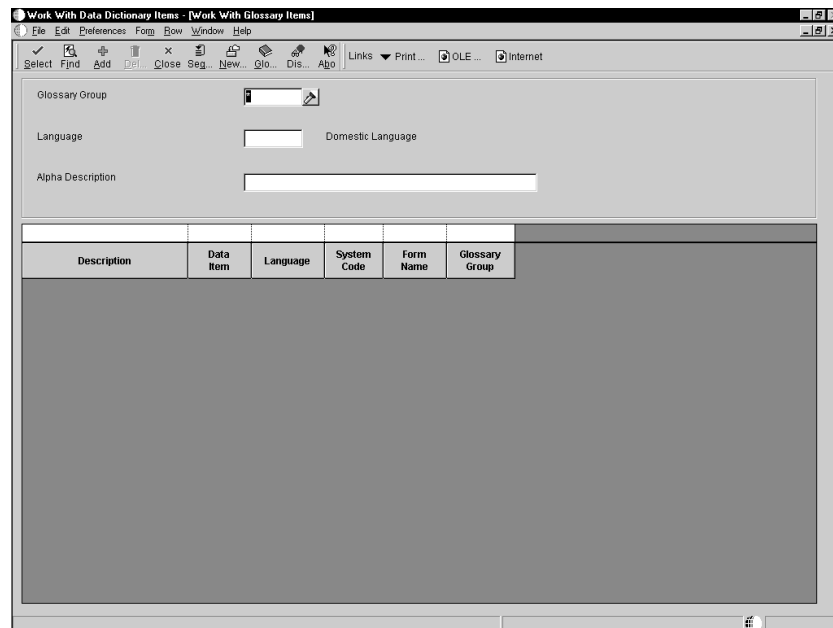 Work With Data Dictionary Items - [Work With Glossary Items]
File Edit Preferences Form Row Window Help
Select Find Add Del... Close Seq... New... Glo... Dis... Abo Links Print ... OLE ... Internet
Glossary Group *
Language Domestic Language
Alpha Description
Description Data Item Language System Code Form Name Glossary Group